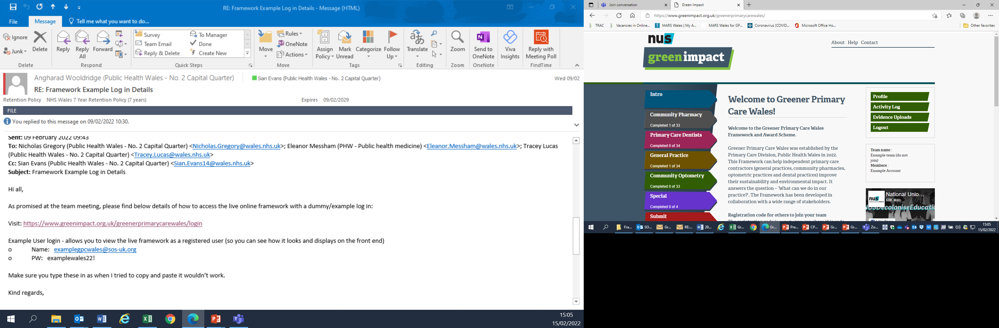 RE: Framework Example Log in Details - Message (HTML)
File
Message
Tell me what you want to do...
Ignore
Junk
Delete
Delete
Reply
Reply All
Forward
Respond
Survey
To Manager
Team Email
Done
Reply & Delete
Create New
Quick Steps
Move
Rules
OneNote
Actions
Move
Assign Policy
Mark Unread
Categorize
Follow Up
Tags
Translate
Editing
Zoom
Zoom
Send to OneNote
OneNote
Viva Insights
Reply with Meeting Poll
FindTime
Angharad Wooldridge (Public Health Wales - No. 2 Capital Quarter)
Sian Evans (Public Health Wales - No. 2 Capital Quarter)
Wed 09/02
RE: Framework Example Log in Details
Retention Policy NHS Wales 7 Year Retention Policy (7 years)
Expires 09/02/2029
FILE
You replied to this message on 09/02/2022 10:30.
Sent: 09 February 2022 09:43
To: Nicholas Gregory (Public Health Wales - No. 2 Capital Quarter) <Nicholas.Gregory@wales.nhs.uk>; Eleanor Messham (PHW - Public health medicine) <Eleanor.Messham@wales.nhs.uk>; Tracey Lucas
(Public Health Wales - No. 2 Capital Quarter) <Tracey.Lucas@wales.nhs.uk>
Cc: Sian Evans (Public Health Wales - No. 2 Capital Quarter) <Sian.Evans14@wales.nhs.uk>
Subject: Framework Example Log in Details
Hi all,
As promised at the team meeting, please find below details of how to access the live online framework with a dummy/example log in:
Visit: https://www.greenimpact.org.uk/greenerprimarycarewales/login
Example User login - allows you to view the live framework as a registered user (so you can see how it looks and displays on the front end)
o Name: examplegpcwales@sos-uk.org
o PW: examplewales22!
Make sure you type these in as when I tried to copy and paste it wouldn't work.
Kind regards,
15:05
15/02/2022
Join conversation
Green Impact
https://www.greenimpact.org.uk/greenerprimarycarewales/
TRAC
Vacancies in Online...
MARS Wales | My A...
MARS Wales for GP...
Coronavirus (COVID...
Microsoft Office Ho...
Other favorites
nus
greenimpact
About Help Contact
Intro
Community Pharmacy
Completed 1 of 33
Primary Care Dentists
Completed 0 of 34
General Practice
Completed 1 of 34
Community Optometry
Completed 0 of 33
Special
Completed 0 of 4
Submit
Welcome to Greener Primary
Care Wales!
Welcome to the Greener Primary Care Wales
Framework and Award Scheme.
Greener Primary Care Wales was established by the
Primary Care Division, Public Health Wales in 2022.
This Framework can help independent primary care
contractors (general practices, community pharmacies,
optometric practices and dental practices) improve
their sustainability and environmental impact. It
answers the question – 'What can we do in our
practice?'. The Framework has been developed in
collaboration with a wide range of stakeholders.
Registration code for others to join your team
Profile
Activity Log
Evidence Uploads
Logout
Team name :
Example team (do not
join)
Members :
Example Account
nus
National Unio...
68K likes
Fra...
SO...
Gr...
RE:...
20...
Gr...
Gr...
Pre...
CP...
Gr...
Gr...
Zo...
15:05
15/02/2022